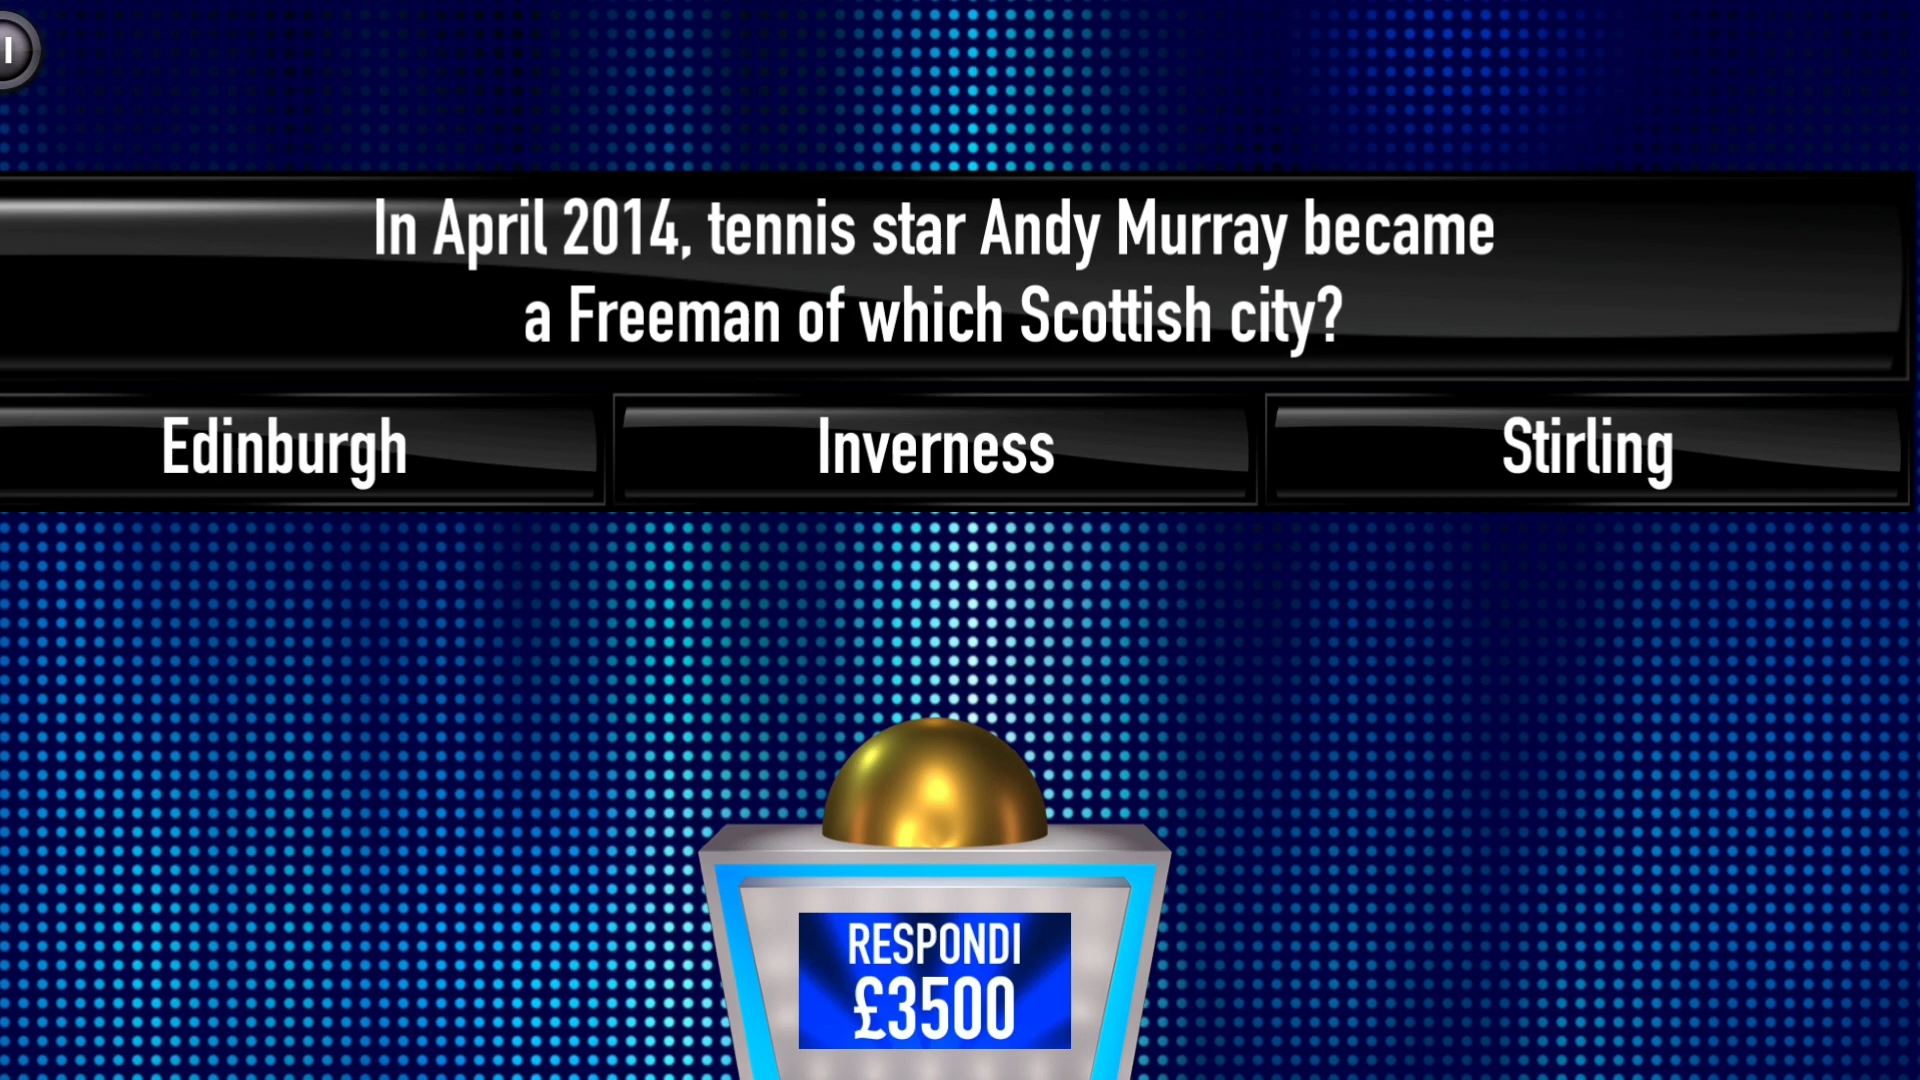 In April 2014, tennis star Andy Murray became
a Freeman of which Scottish city?
Edinburgh
Inverness
Stirling
RESPONDI
£3500